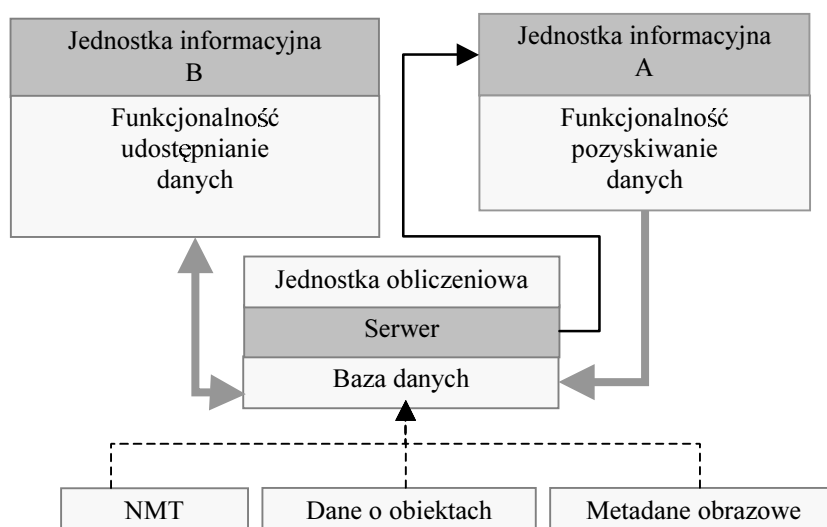 Jednostka informacyjna
B
Funkcjonalność
udostępnianie
danych
Jednostka informacyjna
A
Funkcjonalność
pozyskiwanie
danych
Jednostka obliczeniowa
Serwer
Baza danych
NMT
Dane o obiektach
Metadane obrazowe